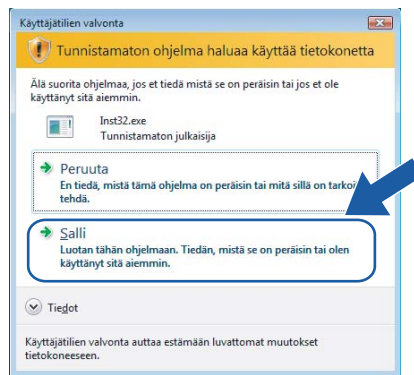 Käyttäjätilien valvonta
Tunnistamaton ohjelma haluaa käyttää tietokonetta
Älä suorita ohjelmaa, jos et tiedä mistä se on peräisin tai jos et ole
käyttänyt sitä aiemmin.
Inst32.exe
Tunnistamaton julkaisija
Peruuta
En tiedä, mistä tämä ohjelma on peräisin tai mitä sillä on
tehdä.
Salli
Luotan tähän ohjelmaan. Tiedän, mistä se on peräisin tai olen
käyttänyt sitä aiemmin.
Tiedot
Käyttäjätilien valvonta auttaa estämään luvattomat muutokset
tietokoneeseen.